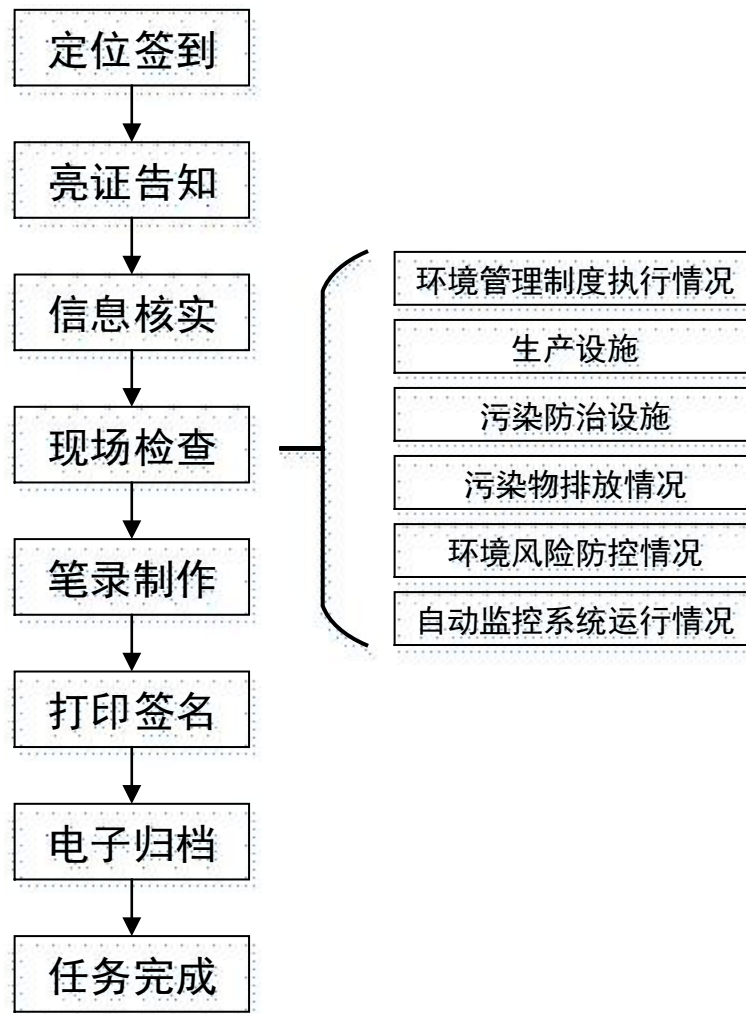 定位签到
亮证告知
信息核实
现场检查
笔录制作
打印签名
电子归档
任务完成
环境管理制度执行情况
生产设施
污染防治设施
污染物排放情况
环境风险防控情况
自动监控系统运行情况